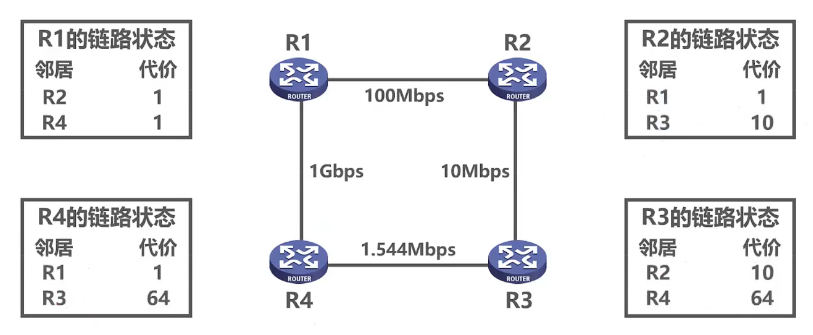 R1的链路状态
邻居 代价
R2 1
R4 1
R1
ROUTER
R2
ROUTER
100Mbps
R2的链路状态
邻居 代价
R1 1
R3 10
1Gbps
10Mbps
R4的链路状态
邻居 代价
R1 1
R3 64
ROUTER
R4
1.544Mbps
ROUTER
R3
R3的链路状态
邻居 代价
R2 10
R4 64